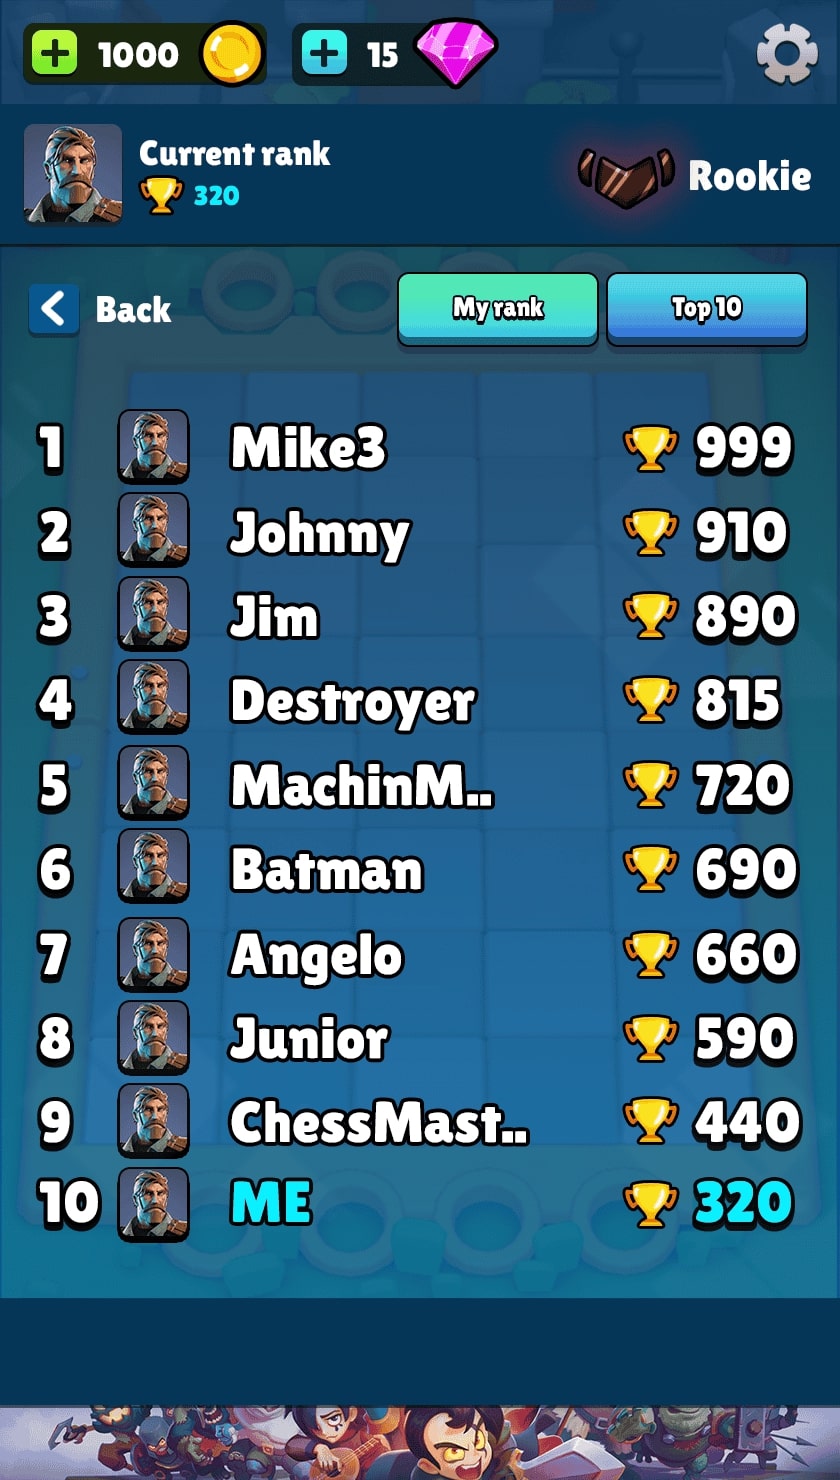 1000 15
Current rank
320
Rookie
Back My rank Top 10
1 Mike3 999
2 Johnny 910
3 Jim 890
4 Destroyer 815
5 MachinM.. 720
6 Batman 690
7 Angelo 660
8 Junior 590
9 ChessMast.. 440
10 ME 320